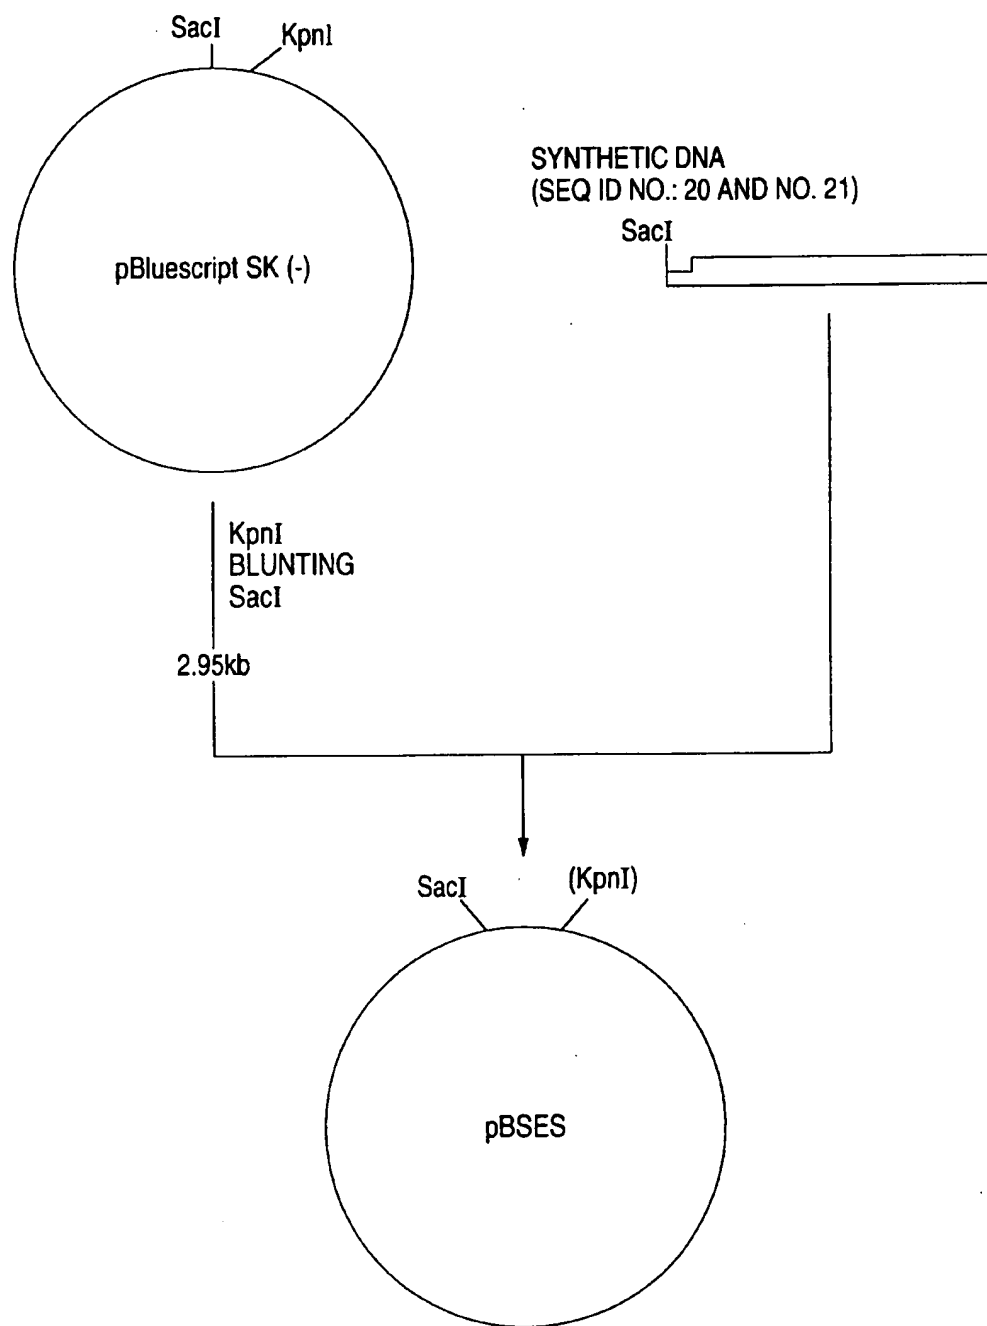 SacI
KpnI
SYNTHETIC DNA
(SEQ ID NO.: 20 AND NO. 21)
SacI
pBluescript SK (-)
KpnI
BLUNTING
SacI
2.95kb
SacI
(KpnI)
pBSES